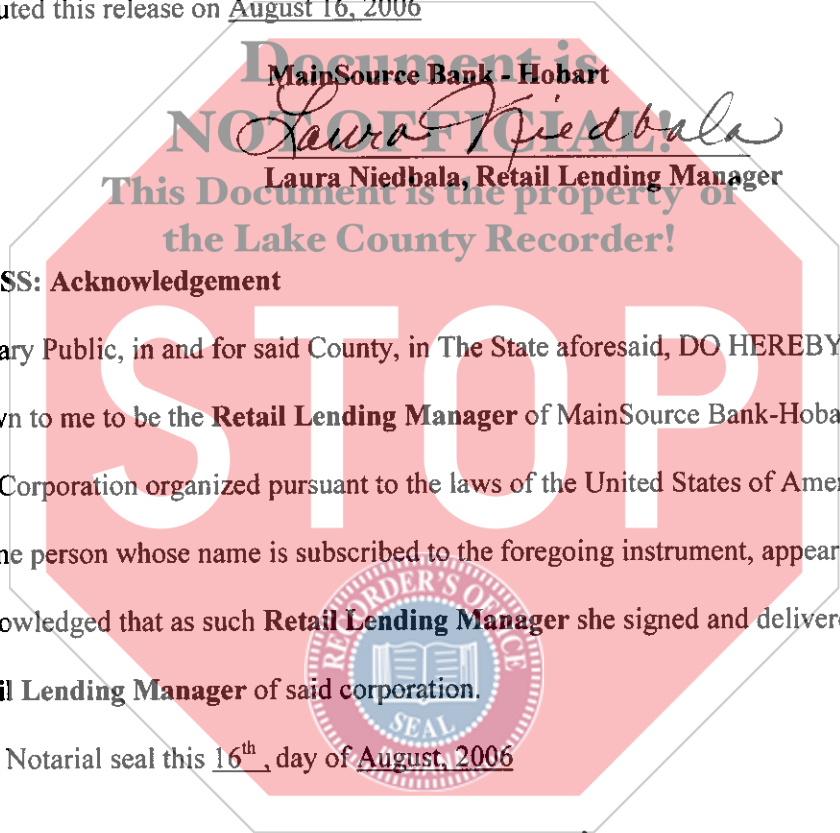 uted this release on August 16, 2006
Document is
MainSource Bank - Hobart
NOT OFFICIAL!
Laura Niedbala
Laura Niedbala, Retail Lending Manager
This Document is the property of
the Lake County Recorder!
SS: Acknowledgement
ary Public, in and for said County, in The State aforesaid, DO HEREBY
vn to me to be the Retail Lending Manager of MainSource Bank-Hoba
Corporation organized pursuant to the laws of the United States of Amer
ne person whose name is subscribed to the foregoing instrument, appear
owledged that as such Retail Lending Manager she signed and deliver
il Lending Manager of said corporation.
Notarial seal this 16th , day of August, 2006
STOP
RECORDER'S OFFICE
SEAL